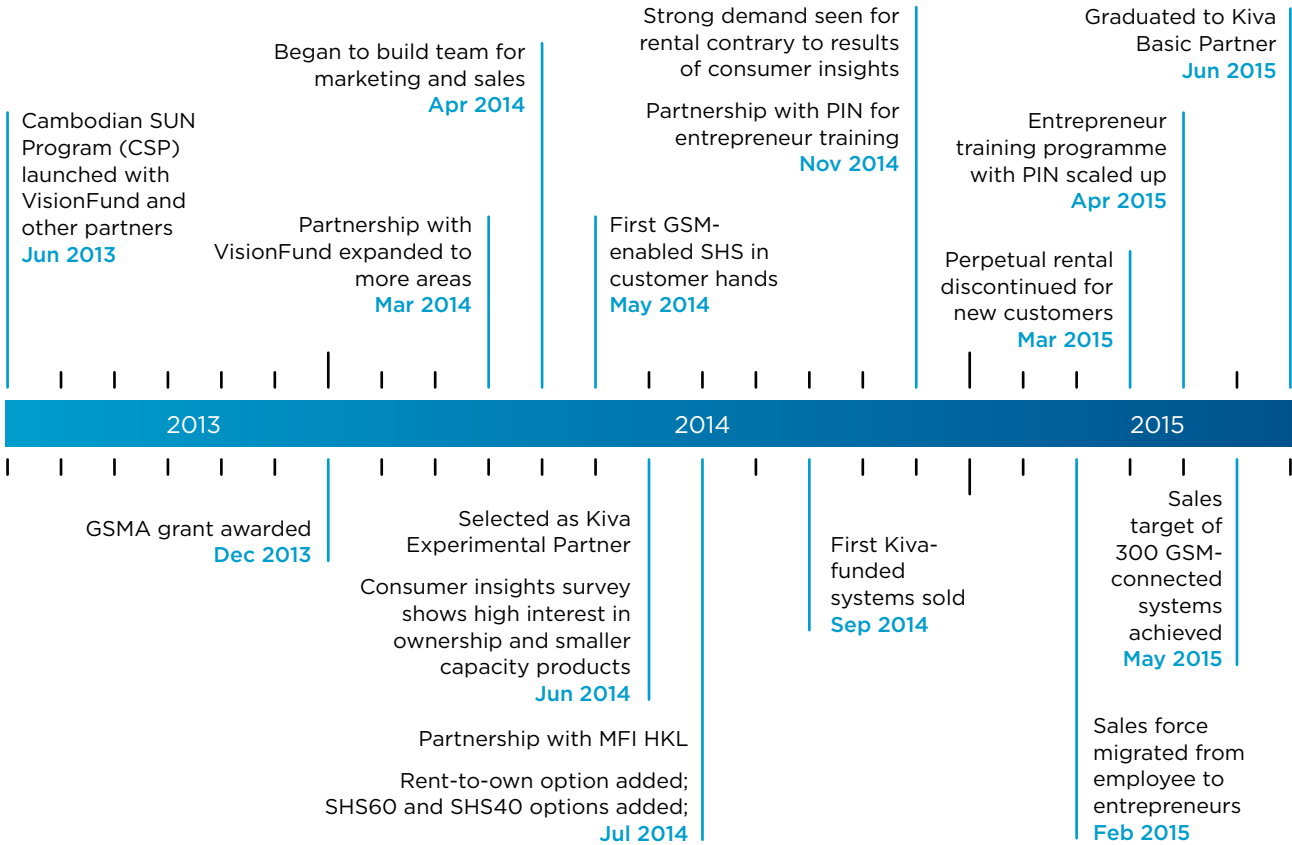 Cambodian SUN
Program (CSP)
launched with
VisionFund and
other partners
Jun 2013
Partnership with
VisionFund expanded to
more areas
Mar 2014
Began to build team for
marketing and sales
Apr 2014
First GSM-
enabled SHS in
customer hands
May 2014
Strong demand seen for
rental contrary to results
of consumer insights
Partnership with PIN for
entrepreneur training
Nov 2014
Perpetual rental
discontinued for
new customers
Mar 2015
Entrepreneur
training programme
with PIN scaled up
Apr 2015
Graduated to Kiva
Basic Partner
Jun 2015
2013
2014
2015
GSMA grant awarded
Dec 2013
Selected as Kiva
Experimental Partner
Consumer insights survey
shows high interest in
ownership and smaller
capacity products
Jun 2014
Partnership with MFI HKL
Rent-to-own option added;
SHS60 and SHS40 options added;
Jul 2014
First Kiva-
funded
systems sold
Sep 2014
Sales force
migrated from
employee to
entrepreneurs
Feb 2015
Sales
target of
300 GSM-
connected
systems
achieved
May 2015